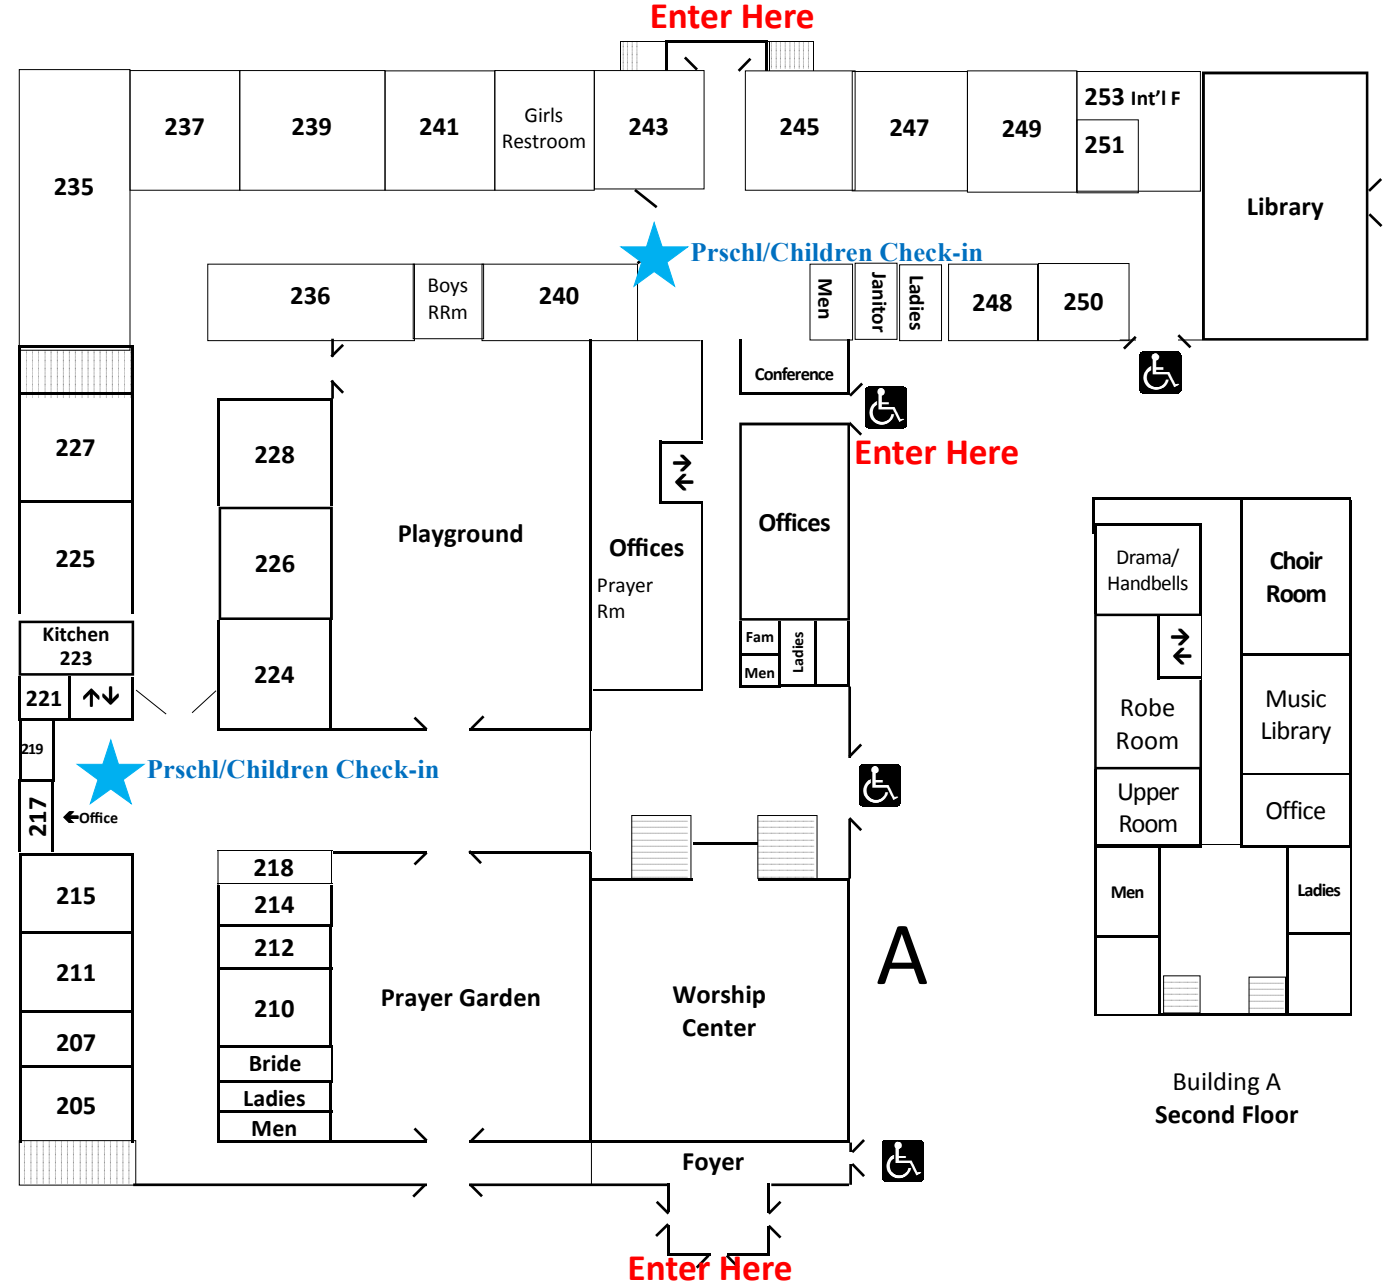 Enter Here
237
239
241
Girls
Restroom
243
245
247
249
253 Int'l F
251
235
Library
Prschl/Children Check-in
236
Boys
RRm
240
Men
Janitor
Ladies
248
250
Conference
Enter Here
227
228
225
226
Playground
Offices
Prayer
Rm
Offices
Kitchen
223
224
Fam
Men
Ladies
221
219
Prschl/Children Check-in
217
Office
218
215
214
212
211
210
Prayer Garden
Worship
Center
A
207
Bride
205
Ladies
Men
Foyer
Enter Here
Drama/
Handbells
Choir
Room
Robe
Room
Music
Library
Upper
Room
Office
Men
Ladies
Building A
Second Floor